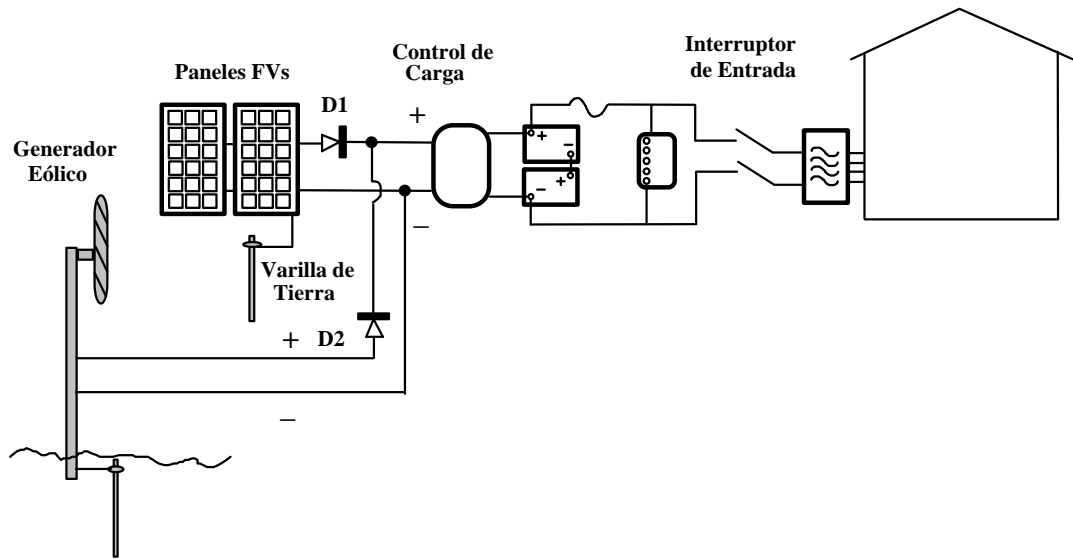 Control de
Carga
Interruptor
de Entrada
Paneles FVs
D1
+
Generador
Eólico
+
−
−
+
−
Varilla de
Tierra
+
D2
−